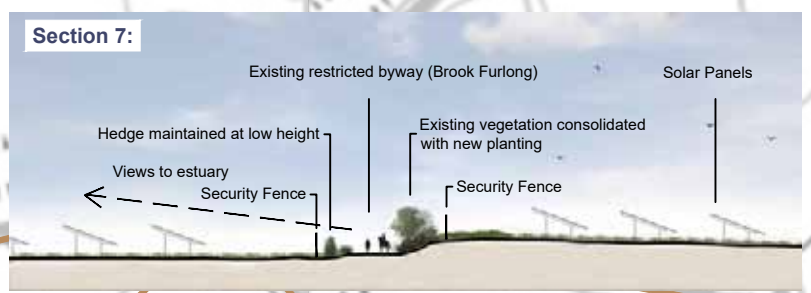 Section 7:
Existing restricted byway (Brook Furlong)
Solar Panels
Hedge maintained at low height
Existing vegetation consolidated
with new planting
Views to estuary
Security Fence
Security Fence